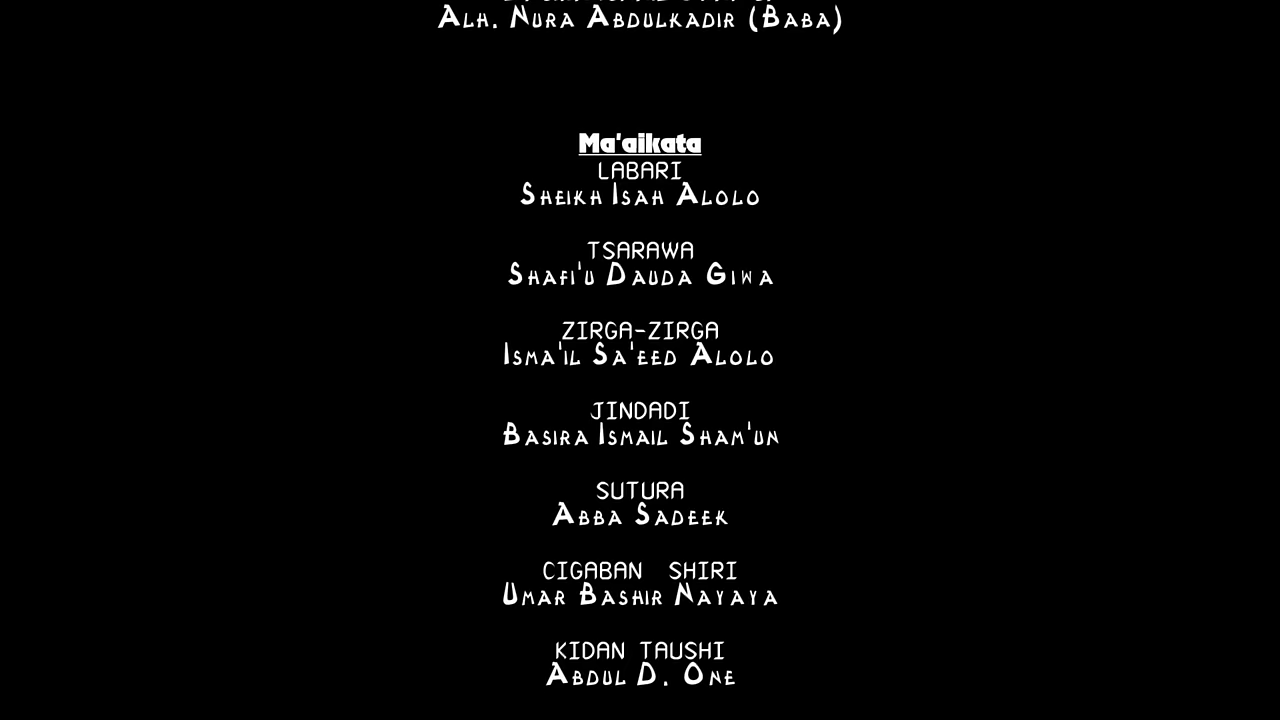 Alh. Nura Abdulkadir (Baba)
Ma'aikata
LABARI
Sheikh Isah Alolo
TSARAWA
Shafi'u Dauda Giwa
ZIRGA-ZIRGA
Isma'il Sa'eed Alolo
JINDADI
Basira Ismail Sham'un
SUTURA
Abba Sadeek
CIGABAN SHIRI
Umar Bashir Nayaya
KIDAN TAUSHI
Abdul D. One